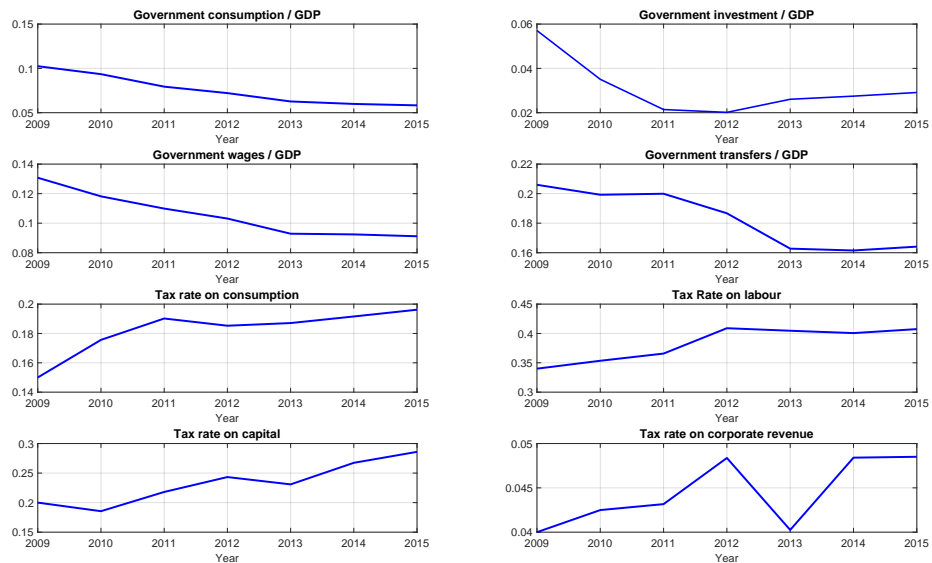 Government consumption / GDP
0.15
0.1
0.05
2009 2010 2011 2012 2013 2014 2015
Year
Government investment / GDP
0.06
0.04
0.02
2009 2010 2011 2012 2013 2014 2015
Year
Government wages / GDP
0.14
0.12
0.1
0.08
2009 2010 2011 2012 2013 2014 2015
Year
Government transfers / GDP
0.22
0.2
0.18
0.16
2009 2010 2011 2012 2013 2014 2015
Year
Tax rate on consumption
0.2
0.18
0.16
0.14
2009 2010 2011 2012 2013 2014 2015
Year
Tax Rate on labour
0.45
0.4
0.35
0.3
2009 2010 2011 2012 2013 2014 2015
Year
Tax rate on capital
0.3
0.25
0.2
0.15
2009 2010 2011 2012 2013 2014 2015
Year
Tax rate on corporate revenue
0.05
0.045
0.04
2009 2010 2011 2012 2013 2014 2015
Year